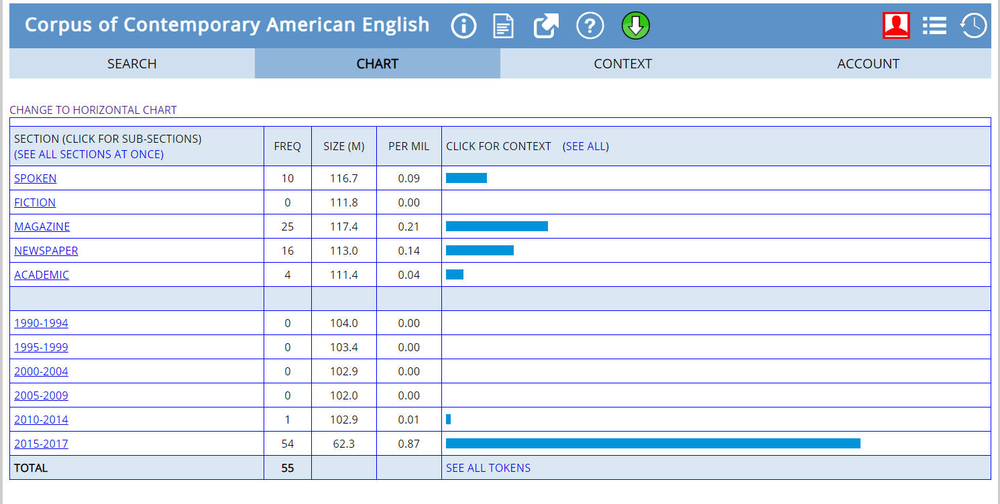 Corpus of Contemporary American English
SEARCH CHART CONTEXT ACCOUNT
CHANGE TO HORIZONTAL CHART
SECTION (CLICK FOR SUB-SECTIONS)
(SEE ALL SECTIONS AT ONCE)
FREQ SIZE (M) PER MIL CLICK FOR CONTEXT (SEE ALL)
SPOKEN 10 116.7 0.09
FICTION 0 111.8 0.00
MAGAZINE 25 117.4 0.21
NEWSPAPER 16 113.0 0.14
ACADEMIC 4 111.4 0.04
1990-1994 0 104.0 0.00
1995-1999 0 103.4 0.00
2000-2004 0 102.9 0.00
2005-2009 0 102.0 0.00
2010-2014 1 102.9 0.01
2015-2017 54 62.3 0.87
TOTAL 55 SEE ALL TOKENS